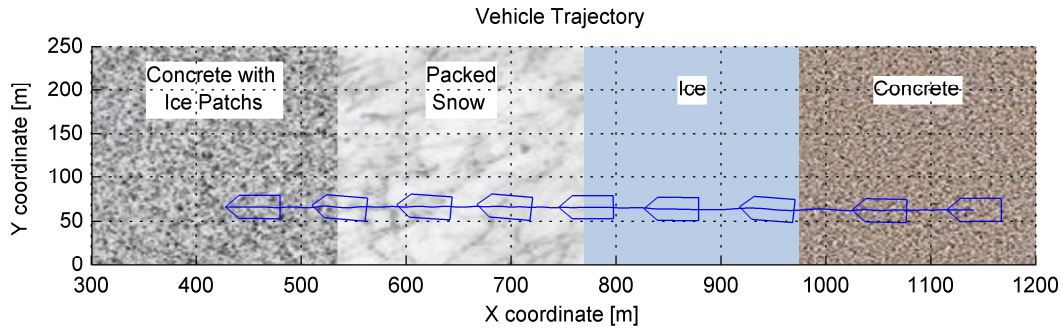 Vehicle Trajectory
250
200
150
100
50
0
Y coordinate [m]
Concrete with
Ice Patchs
Packed
Snow
Ice
Concrete
300
400
500
600
700
800
900
1000
1100
1200
X coordinate [m]